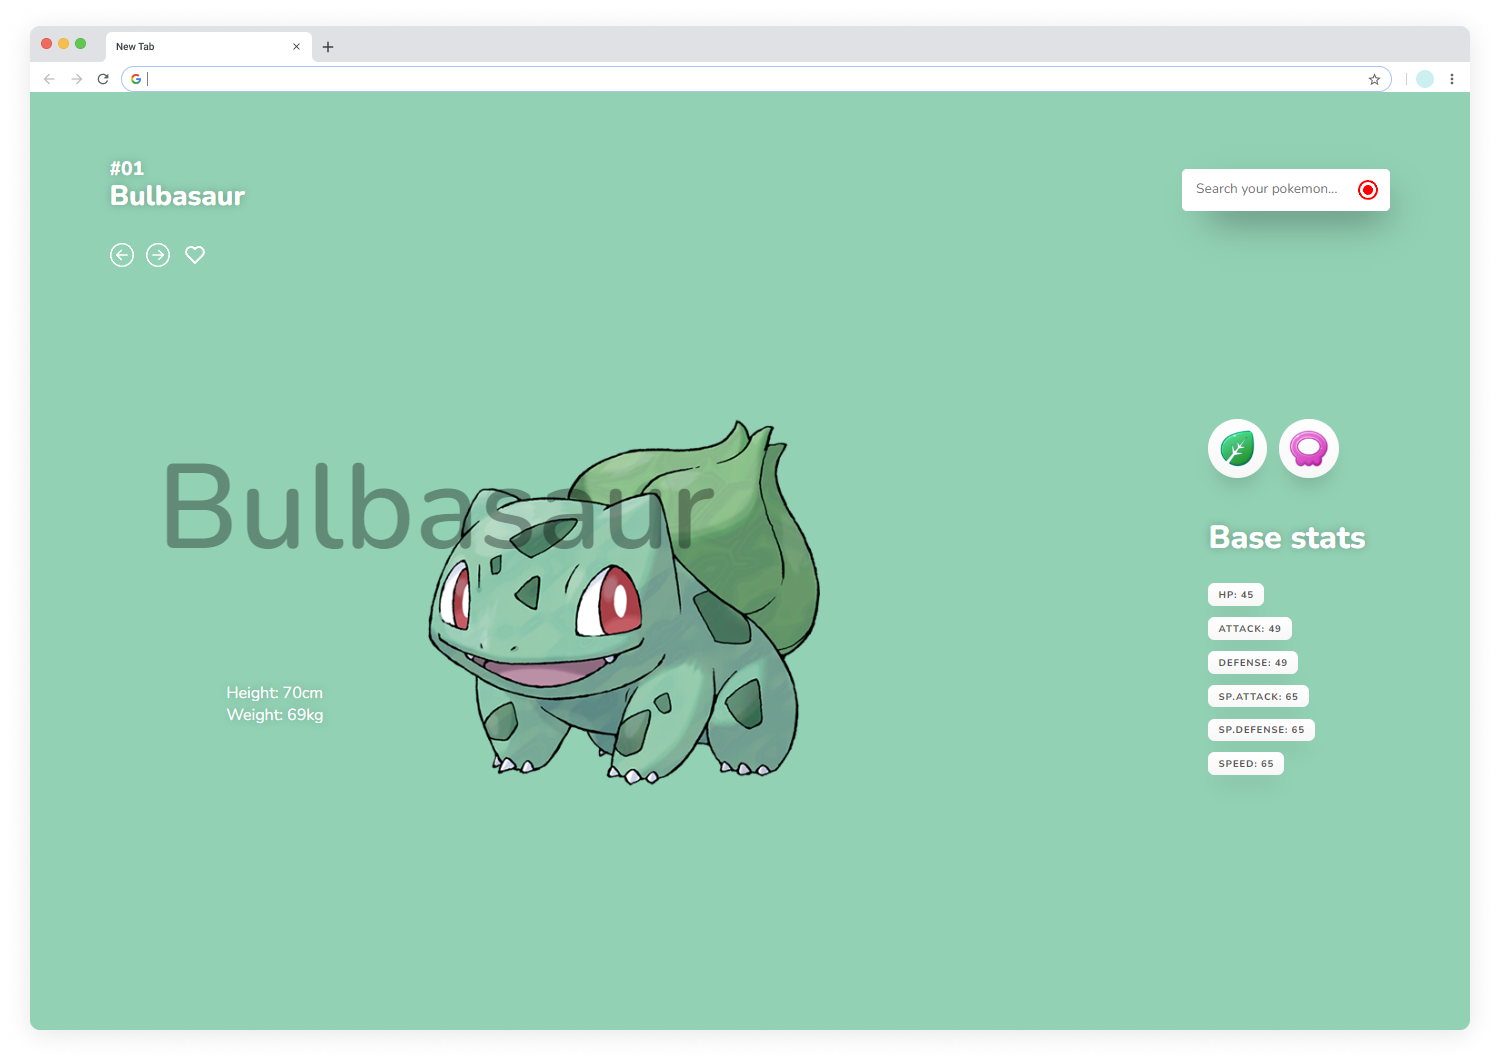 New Tab
#01
Bulbasaur
Search your pokemon...
Bulbasaur
Height: 70cm
Weight: 69kg
Base stats
HP: 45
ATTACK: 49
DEFENSE: 49
SP.ATTACK: 65
SP.DEFENSE: 65
SPEED: 65